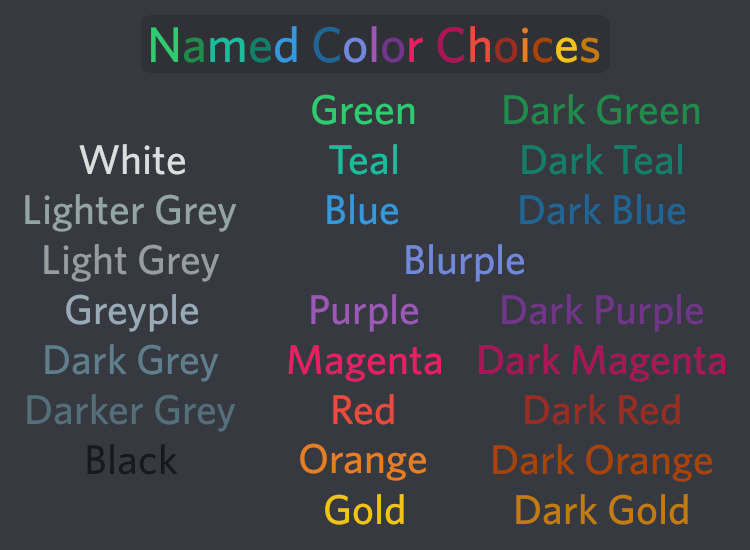 Named Color Choices
Green Dark Green
White Teal Dark Teal
Lighter Grey Blue Dark Blue
Light Grey Blurple
Greyple Purple Dark Purple
Dark Grey Magenta Dark Magenta
Darker Grey Red Dark Red
Black Orange Dark Orange
Gold Dark Gold